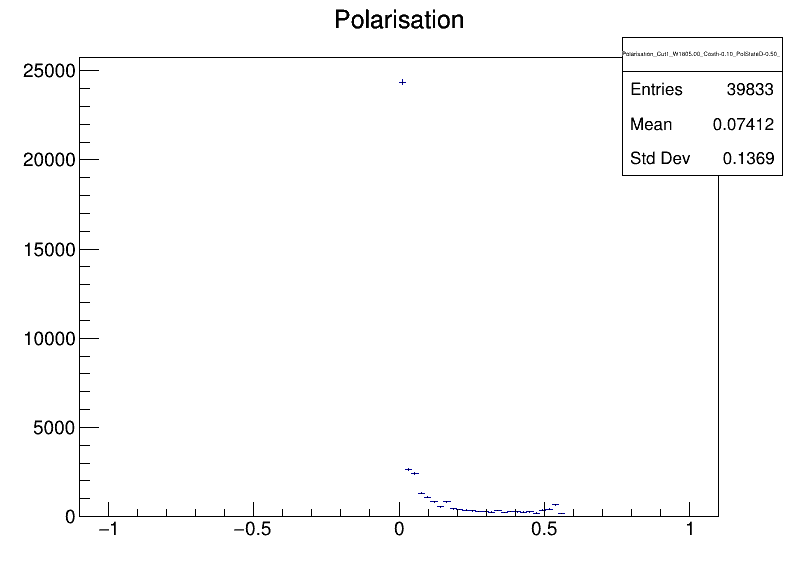 Polarisation
Polarisation_Cut1_W1605.00_Costh-0.10_PolStateD-0.50_
Entries 39833
Mean 0.07412
Std Dev 0.1369
25000
20000
15000
10000
5000
0
−1 −0.5 0 0.5 1